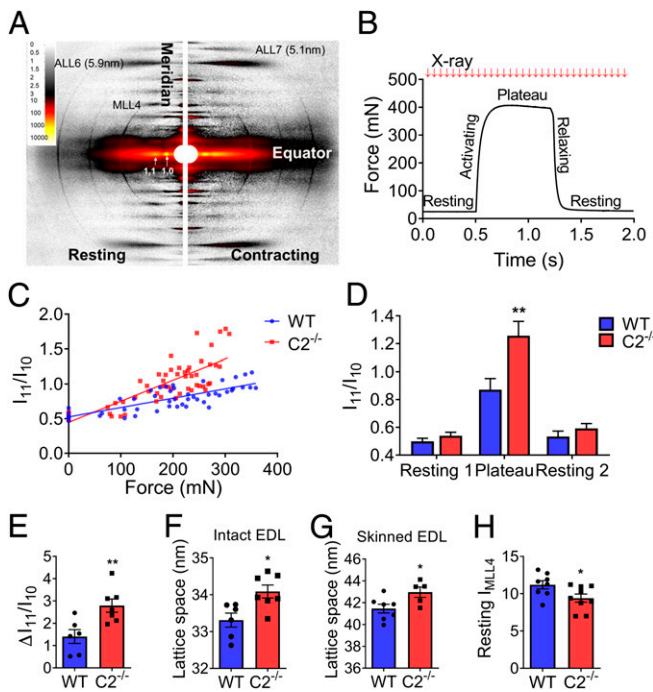 A
0
.5
1
3
10
100
1000
10000
ALL6 (5.9nm)
MLL4
Meridian
ALL7 (5.1nm)
Equator
1.1
1.0
Resting
Contracting
B
X-ray
Force (mN)
500
400
300
200
100
0
Resting
Activating
Plateau
Relaxing
Resting
0.0
0.5
1.0
1.5
2.0
Time (s)
C
I11/I10
2.0
1.5
1.0
0.5
0
100
200
300
400
Force (mN)
WT
C2-/-
D
I11/I10
1.4
1.2
1.0
0.8
0.6
0.4
**
Resting 1
Plateau
Resting 2
WT
C2-/-
E
ΔI11/I10
5
4
3
2
1
0
**
WT
C2-/-
F
Intact EDL
Lattice space (nm)
35
34
33
32
*
WT
C2-/-
G
Skinned EDL
Lattice space (nm)
46
44
42
40
38
36
*
WT
C2-/-
H
Resting IMLL4
15
10
5
0
*
WT
C2-/-